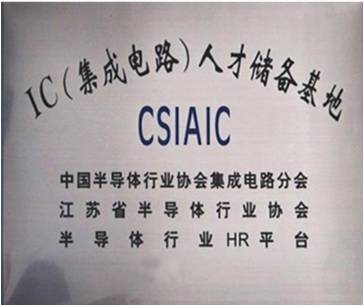 IC(集成电路)人才储备基地
CSIAIC
中国半导体行业协会集成电路分会
江苏省半导体行业协会
半导体行业HR平台